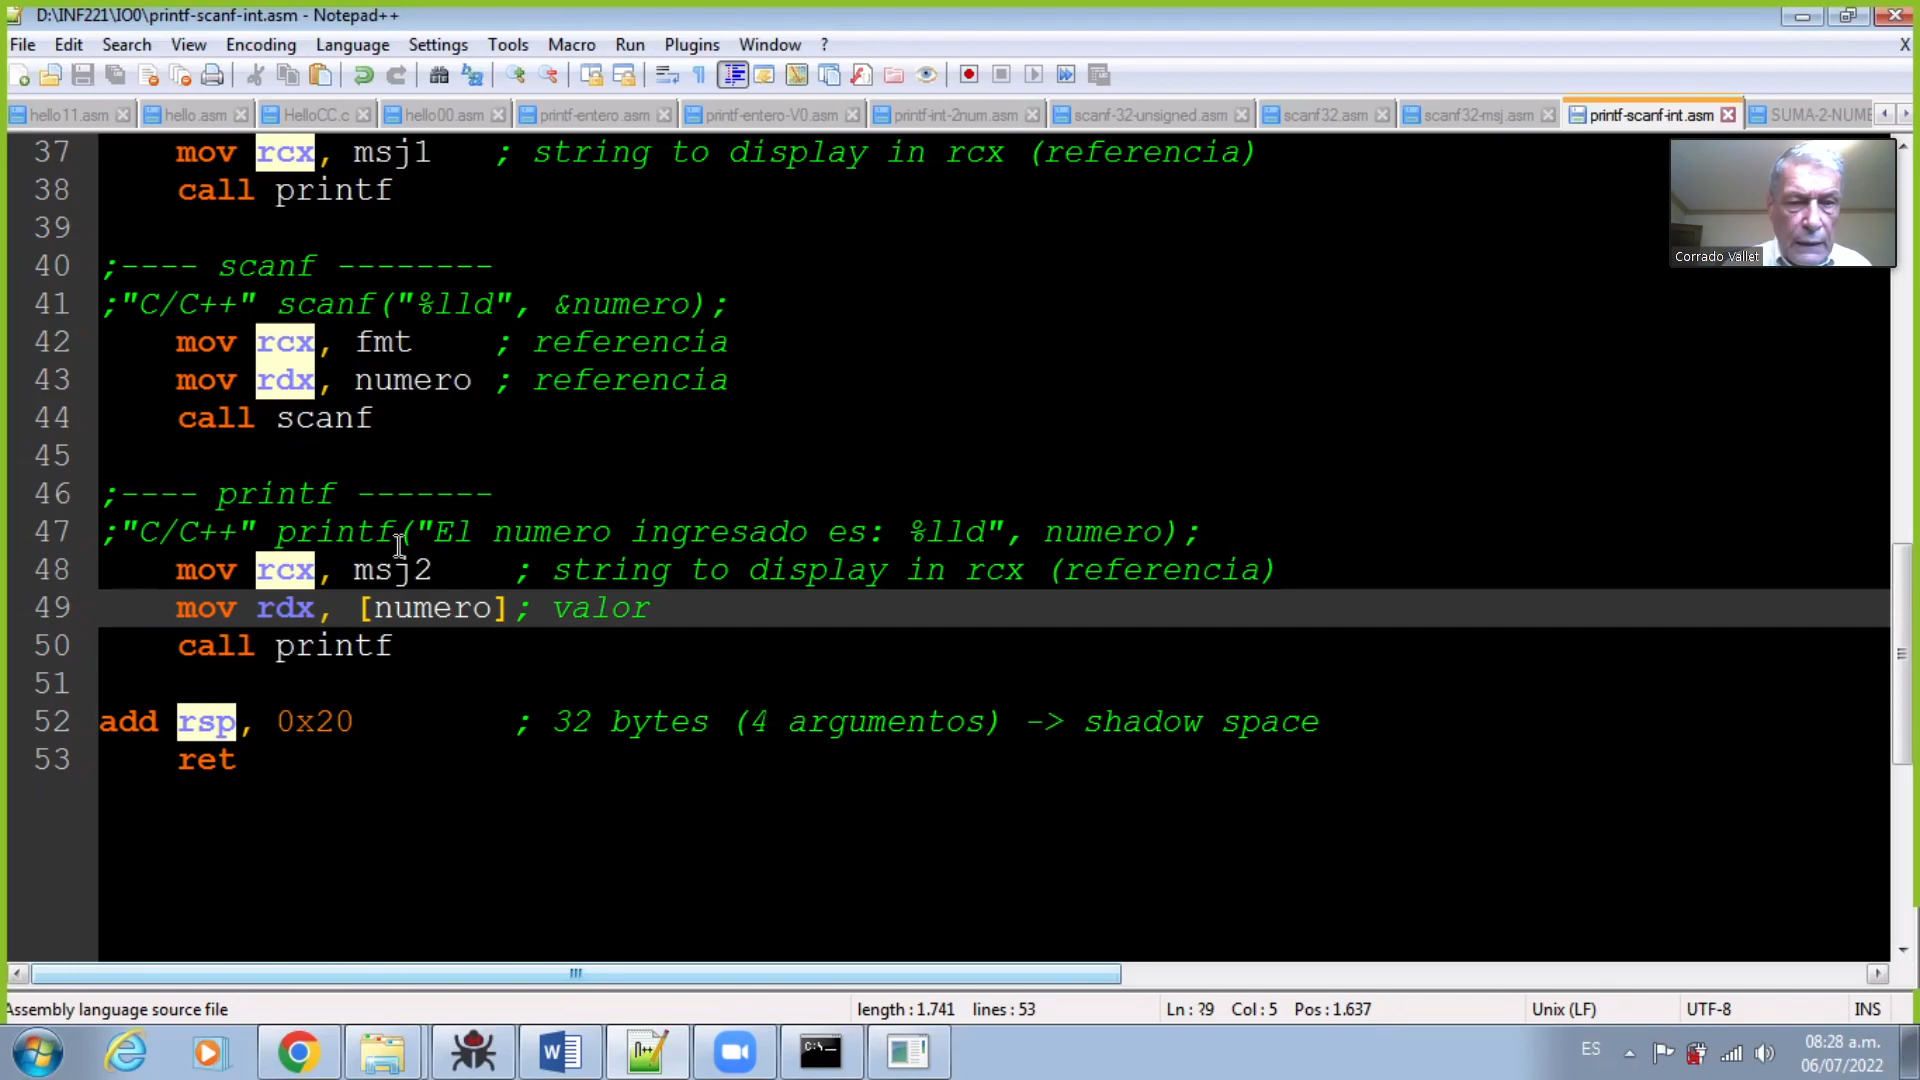 D:\INF221\IO0\printf-scanf-int.asm - Notepad++
File Edit Search View Encoding Language Settings Tools Macro Run Plugins Window ? X
hello11.asm hello.asm HelloCC.c hello00.asm printf-entero.asm printf-entero-V0.asm printf-int-2num.asm scanf-32-unsigned.asm scanf32.asm scanf32-msj.asm printf-scanf-int.asm SUMA-2-NUME
37 mov rcx, msj1 ; string to display in rcx (referencia)
38 call printf
39
40 ;---- scanf --------
41 ;"C/C++" scanf("%lld", &numero);
42 mov rcx, fmt ; referencia
43 mov rdx, numero ; referencia
44 call scanf
45
46 ;---- printf -------
47 ;"C/C++" printf("El numero ingresado es: %lld", numero);
48 mov rcx, msj2 ; string to display in rcx (referencia)
49 mov rdx, [numero]; valor
50 call printf
51
52 add rsp, 0x20 ; 32 bytes (4 argumentos) -> shadow space
53 ret
Corrado Vallet
Assembly language source file length : 1.741 lines : 53 Col : 5 Pos : 1.637 Unix (LF) UTF-8 INS
ES
08:28 a.m.
06/07/2022